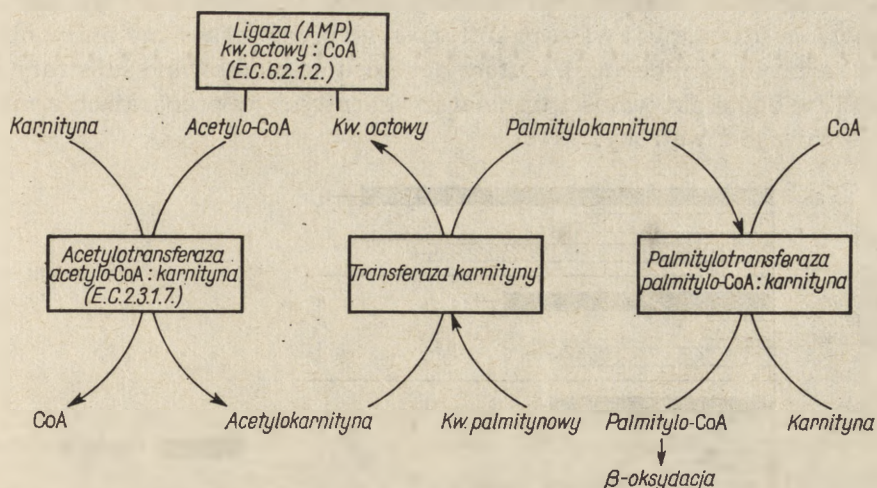 Ligaza (AMP)
kw. octowy : CoA
(E.C.6.2.1.2.)
Karnityna
Acetylo-CoA
Kw. octowy
Palmitylokarnityna
CoA
Acetylotransferaza
acetylo-CoA : karnityna
(E.C.2.3.1.7.)
Transferaza karnityny
Palmitylotransferaza
palmitylo-CoA : karnityna
CoA
Acetylokarnityna
Kw. palmitynowy
Palmitylo-CoA
Karnityna
β-oksydacja